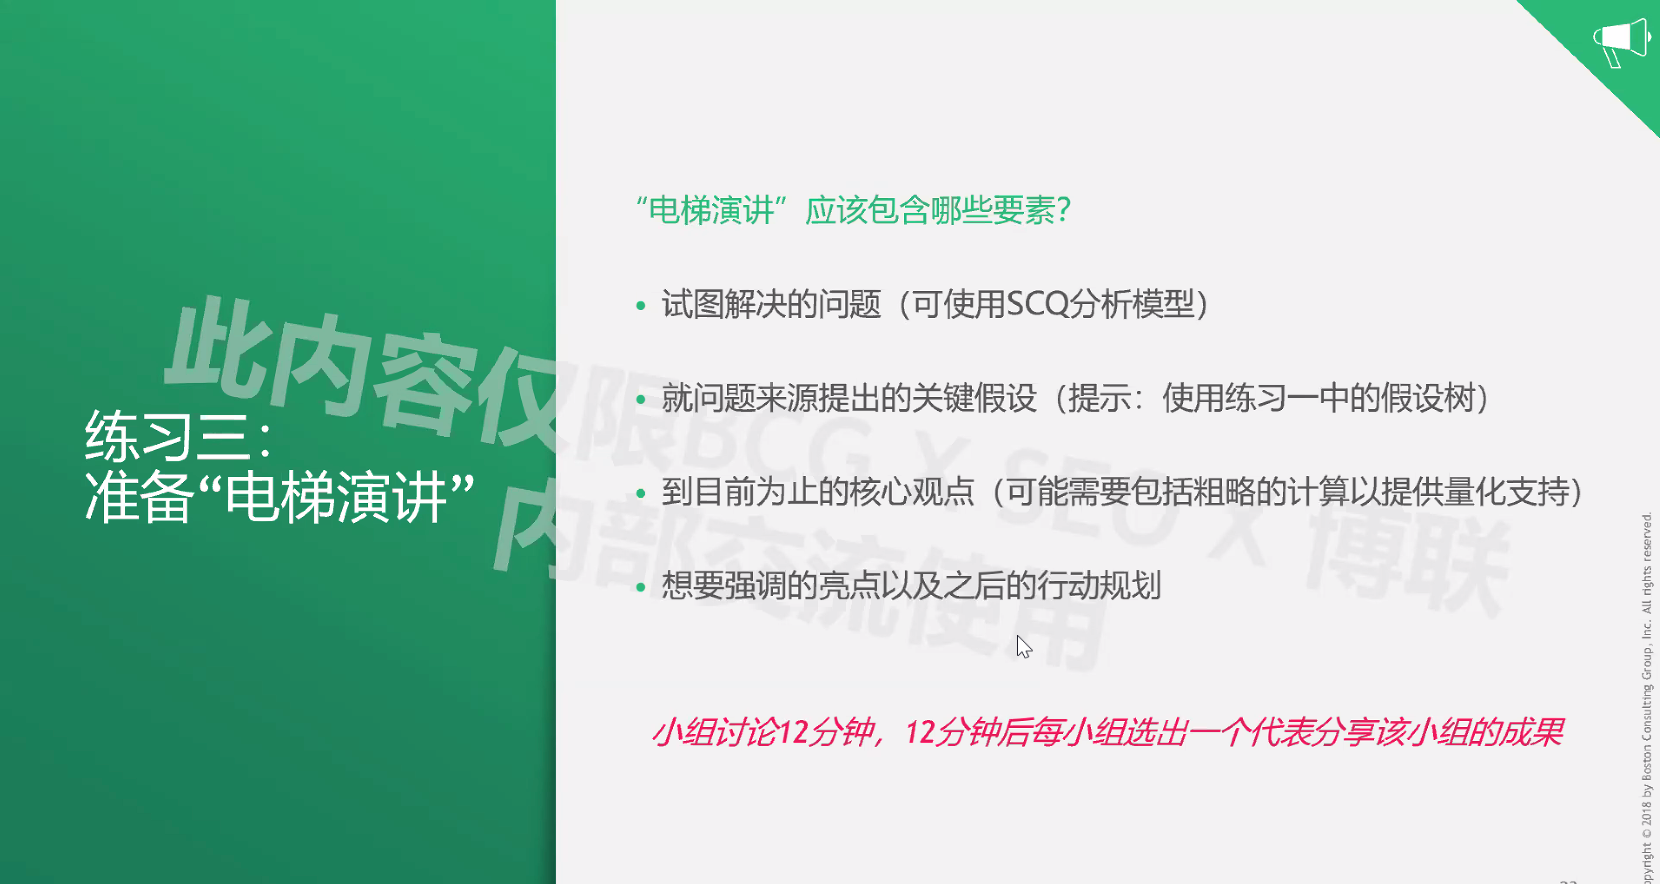 练习三：
准备“电梯演讲”
“电梯演讲”应该包含哪些要素？
• 试图解决的问题（可使用SCQ分析模型）
• 就问题来源提出的关键假设（提示：使用练习一中的假设树）
• 到目前为止的核心观点（可能需要包括粗略的计算以提供量化支持）
• 想要强调的亮点以及之后的行动规划
小组讨论12分钟，12分钟后每小组选出一个代表分享该小组的成果
此内容仅限BCG X SEO X 博联
内部交流使用
opyright © 2018 by Boston Consulting Group, Inc. All rights reserved.